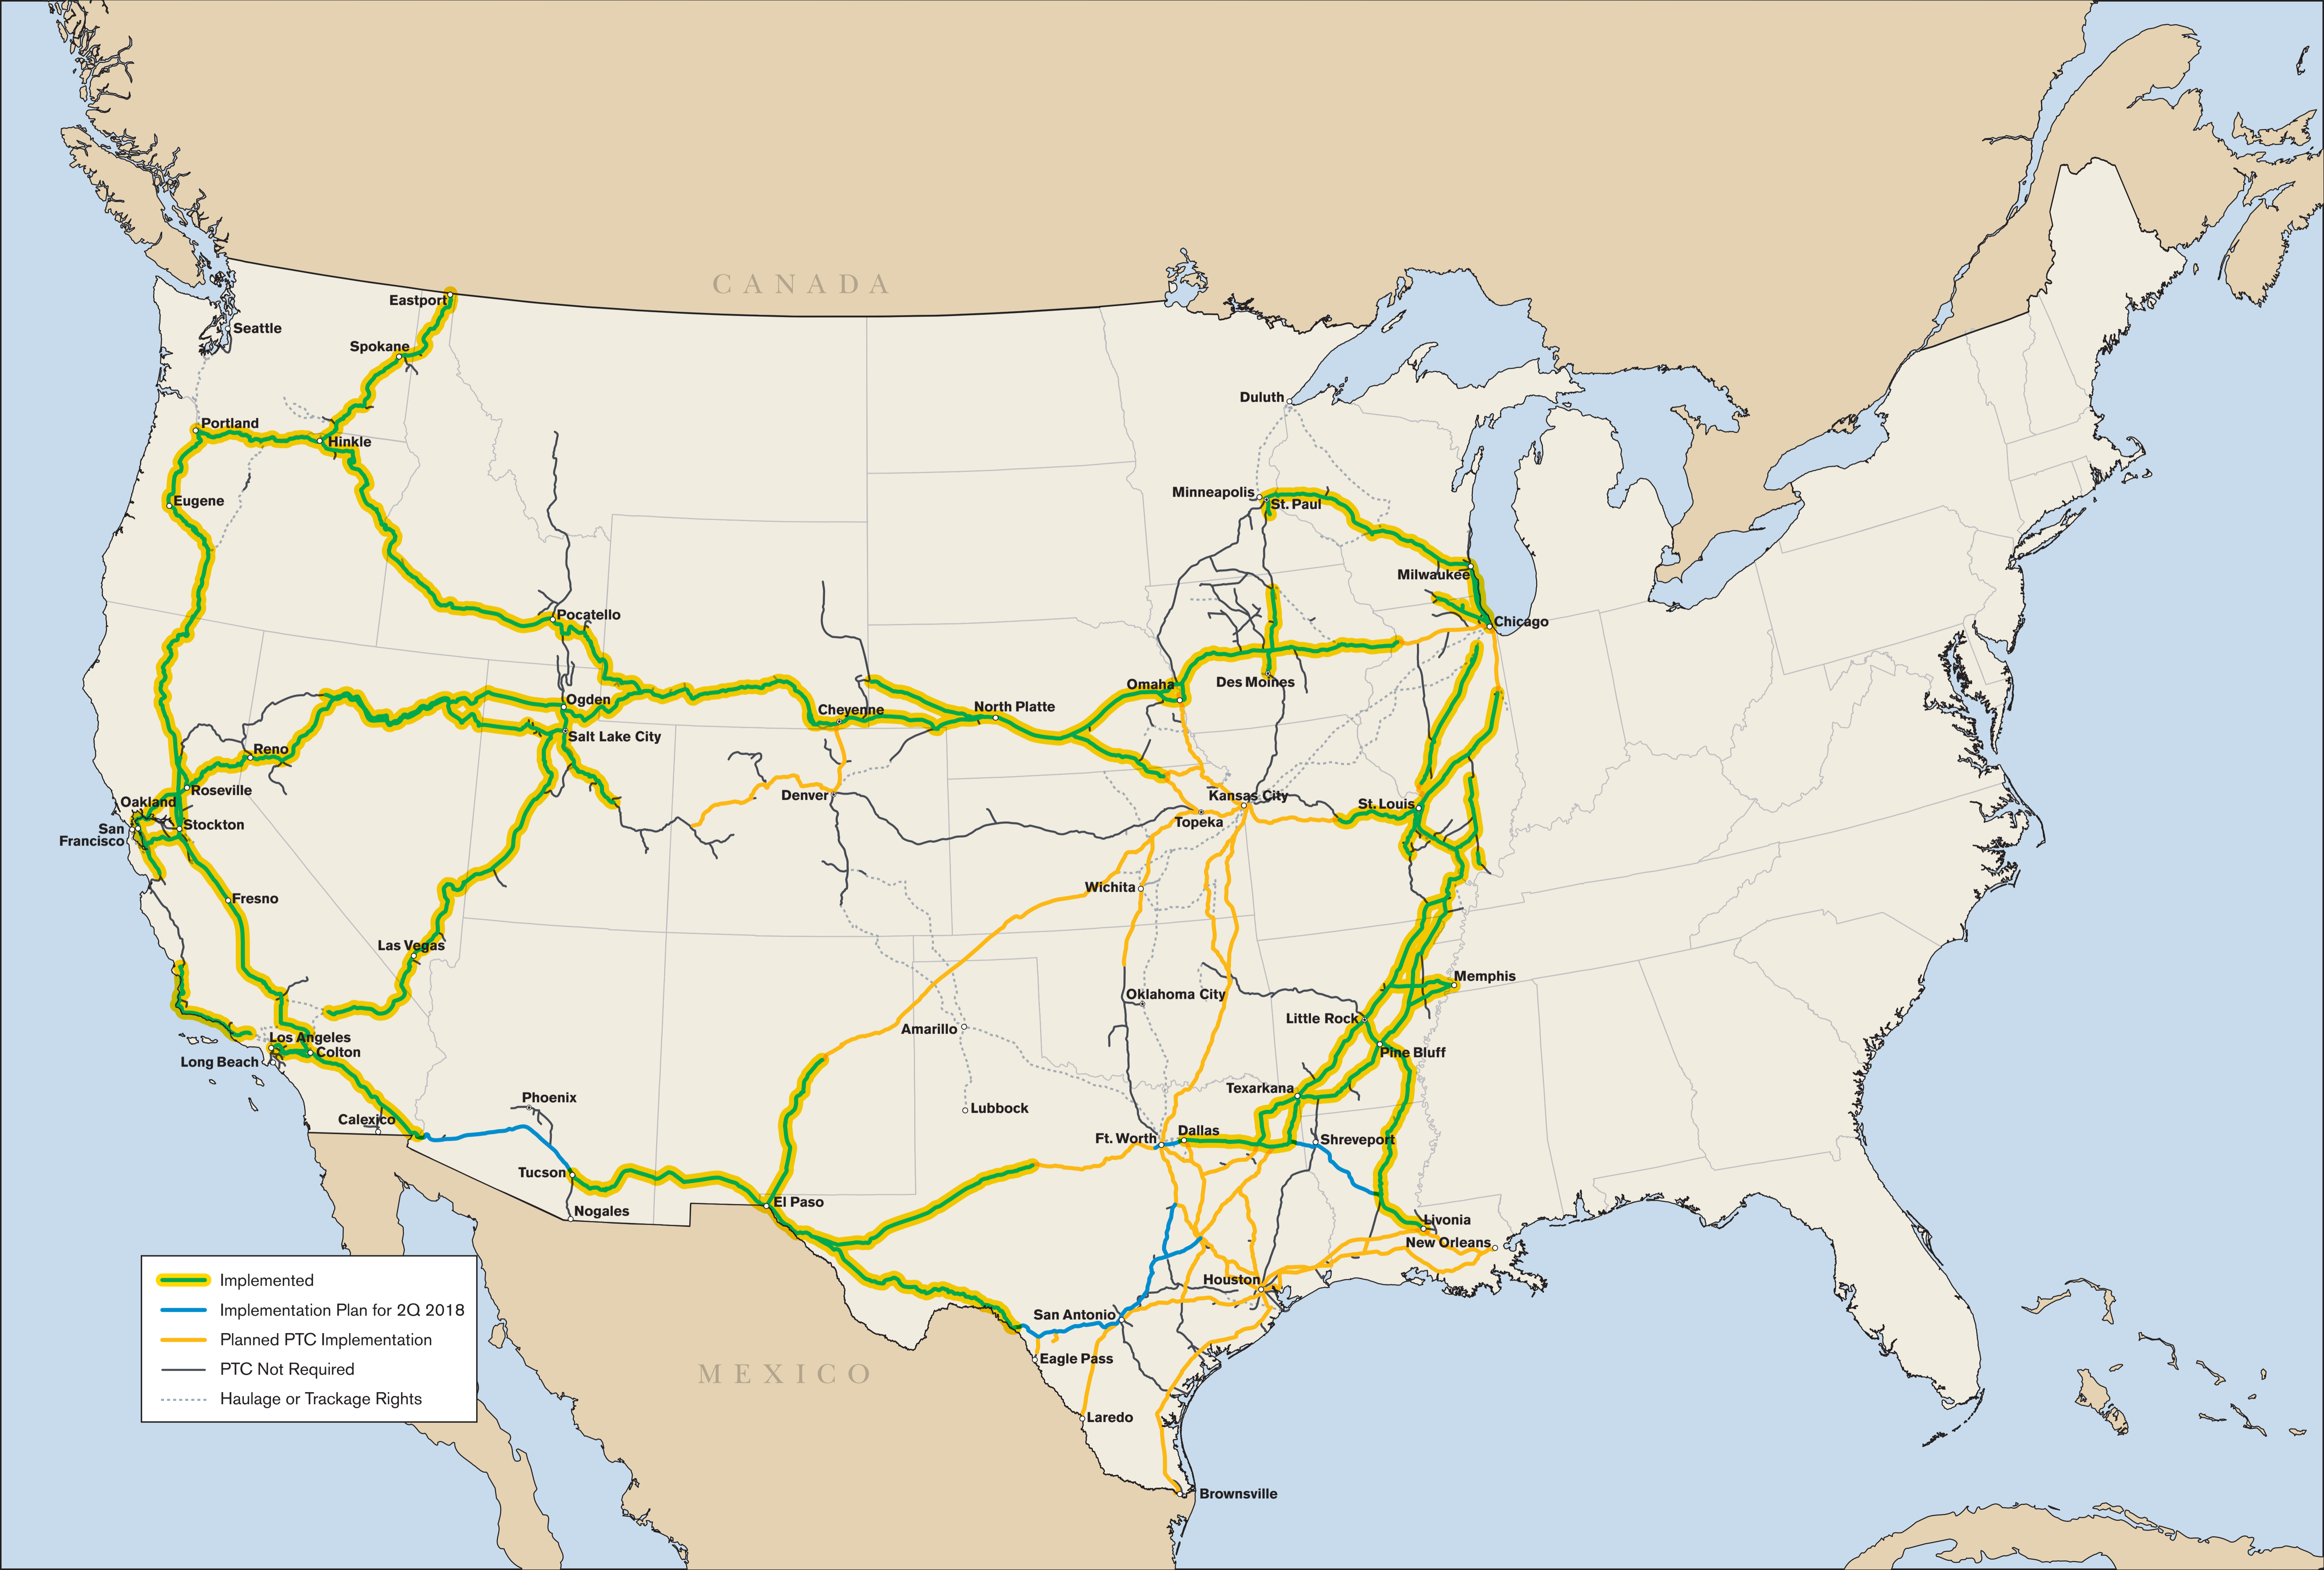 CANADA
Eastport
Seattle
Spokane
Portland
Hinkle
Duluth
Eugene
Minneapolis
St. Paul
Milwaukee
Pocatello
Chicago
Omaha
Des Moines
Ogden
Cheyenne
North Platte
Salt Lake City
Reno
Roseville
Oakland
Denver
Kansas City
St. Louis
San
Francisco
Stockton
Topeka
Wichita
Fresno
Las Vegas
Memphis
Oklahoma City
Little Rock
Amarillo
Los Angeles
Colton
Long Beach
Pine Bluff
Texarkana
Phoenix
Lubbock
Calexico
Ft. Worth
Dallas
Shreveport
Tucson
El Paso
Nogales
Livonia
New Orleans
Houston
San Antonio
Eagle Pass
MEXICO
Laredo
Brownsville
Implemented
Implementation Plan for 2Q 2018
Planned PTC Implementation
PTC Not Required
Haulage or Trackage Rights